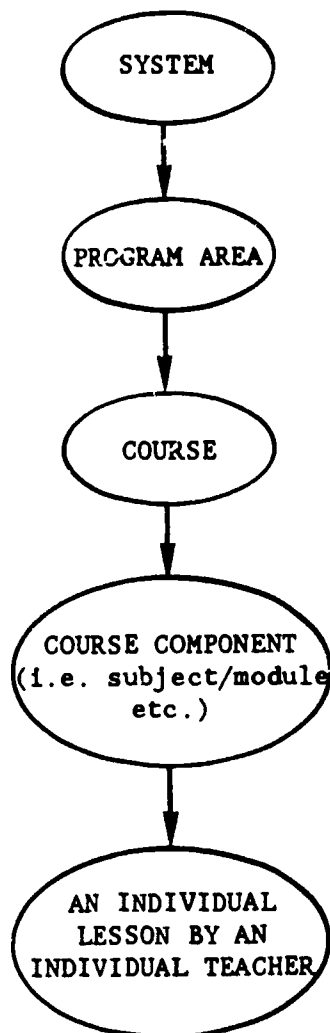 SYSTEM
PROGRAM AREA
COURSE
COURSE COMPONENT
(i.e. subject/module
etc.)
AN INDIVIDUAL
LESSON BY AN
INDIVIDUAL TEACHER